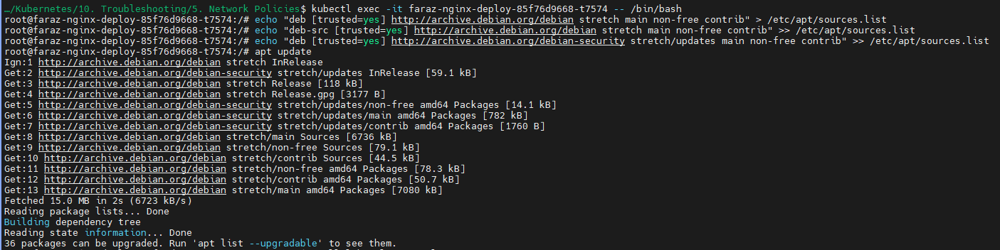 …/Kubernetes/10. Troubleshooting/5. Network Policies$ kubectl exec -it faraz-nginx-deploy-85f76d9668-t7574 -- /bin/bash
root@faraz-nginx-deploy-85f76d9668-t7574:/# echo "deb [trusted=yes] http://archive.debian.org/debian stretch main non-free contrib" > /etc/apt/sources.list
root@faraz-nginx-deploy-85f76d9668-t7574:/# echo "deb-src [trusted=yes] http://archive.debian.org/debian stretch main non-free contrib" >> /etc/apt/sources.list
root@faraz-nginx-deploy-85f76d9668-t7574:/# echo "deb [trusted=yes] http://archive.debian.org/debian-security stretch/updates main non-free contrib" >> /etc/apt/sources.list
root@faraz-nginx-deploy-85f76d9668-t7574:/# apt update
Ign:1 http://archive.debian.org/debian stretch InRelease
Get:2 http://archive.debian.org/debian-security stretch/updates InRelease [59.1 kB]
Get:3 http://archive.debian.org/debian stretch Release [118 kB]
Get:4 http://archive.debian.org/debian stretch Release.gpg [3177 B]
Get:5 http://archive.debian.org/debian-security stretch/updates/non-free amd64 Packages [14.1 kB]
Get:6 http://archive.debian.org/debian-security stretch/updates/main amd64 Packages [782 kB]
Get:7 http://archive.debian.org/debian-security stretch/updates/contrib amd64 Packages [1760 B]
Get:8 http://archive.debian.org/debian stretch/main Sources [6736 kB]
Get:9 http://archive.debian.org/debian stretch/non-free Sources [79.1 kB]
Get:10 http://archive.debian.org/debian stretch/contrib Sources [44.5 kB]
Get:11 http://archive.debian.org/debian stretch/non-free amd64 Packages [78.3 kB]
Get:12 http://archive.debian.org/debian stretch/contrib amd64 Packages [50.7 kB]
Get:13 http://archive.debian.org/debian stretch/main amd64 Packages [7080 kB]
Fetched 15.0 MB in 2s (6723 kB/s)
Reading package lists... Done
Building dependency tree
Reading state information... Done
36 packages can be upgraded. Run 'apt list --upgradable' to see them.